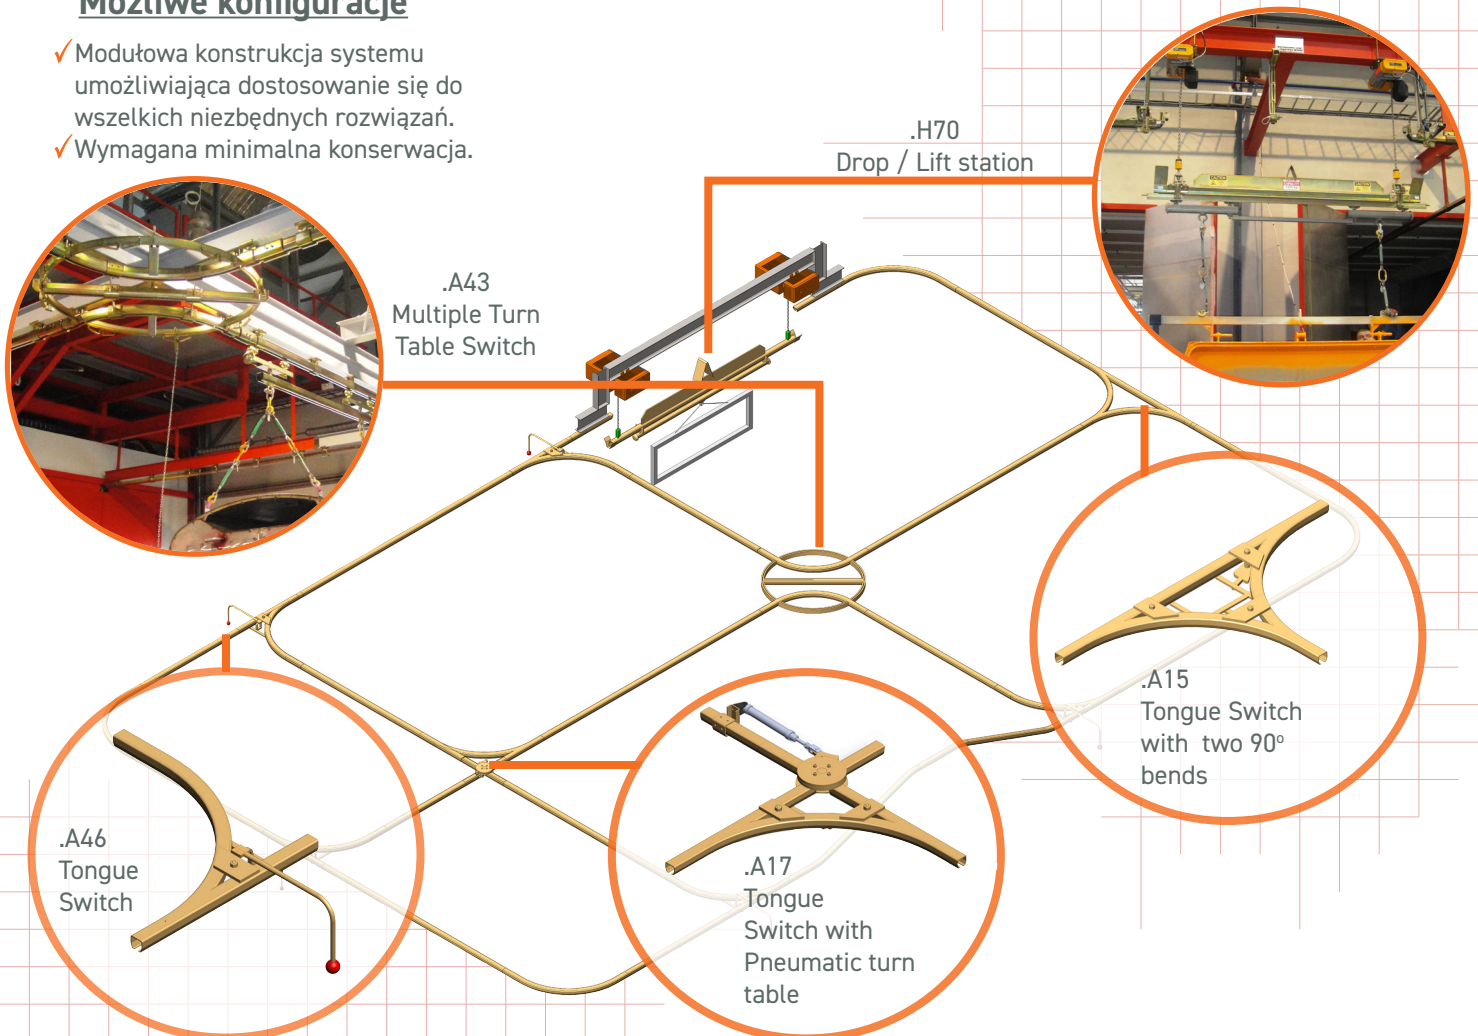 Możliwe konfiguracje
✓Modułowa konstrukcja systemu
umożliwiająca dostosowanie się do
wszelkich niezbędnych rozwiązań.
✓Wymagana minimalna konserwacja.
.H70
Drop / Lift station
.A43
Multiple Turn
Table Switch
.A15
Tongue Switch
with two 90º
bends
.A46
Tongue
Switch
.A17
Tongue
Switch with
Pneumatic turn
table